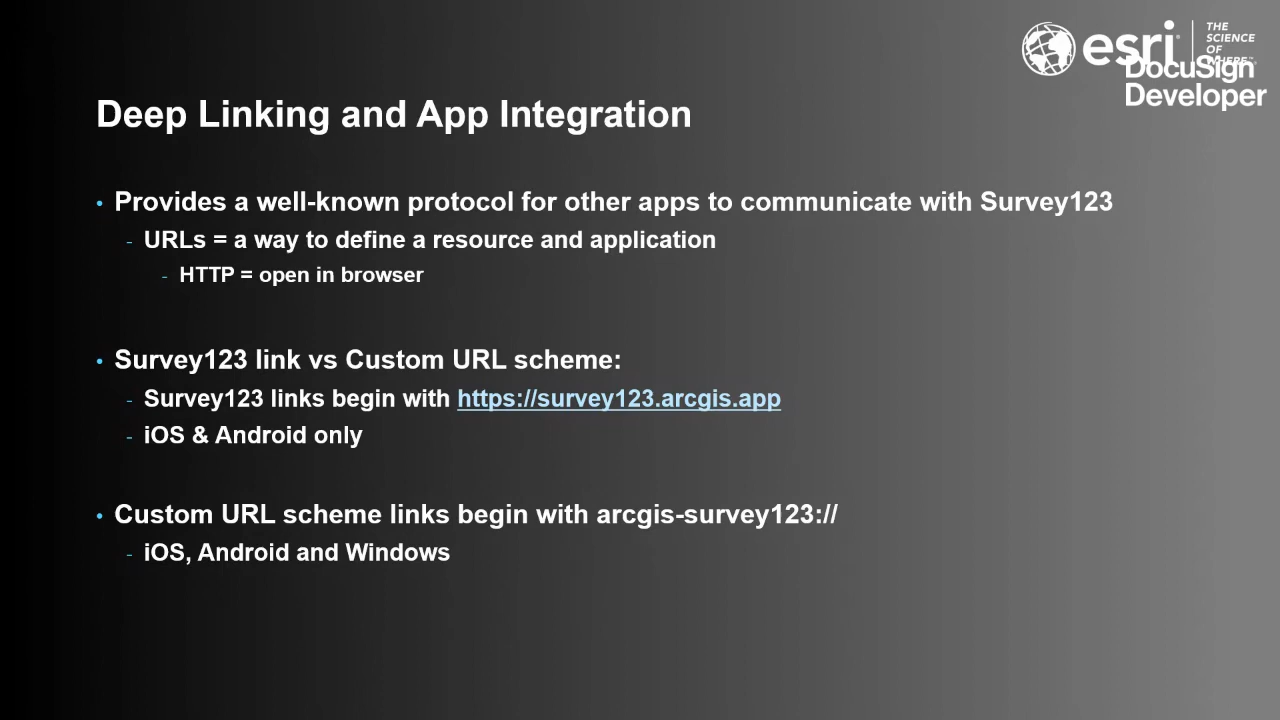 esri
THE
SCIENCE
OF
WHERE
DocuSign
Developer
Deep Linking and App Integration
• Provides a well-known protocol for other apps to communicate with Survey123
- URLs = a way to define a resource and application
- HTTP = open in browser
• Survey123 link vs Custom URL scheme:
- Survey123 links begin with https://survey123.arcgis.app
- iOS & Android only
• Custom URL scheme links begin with arcgis-survey123://
- iOS, Android and Windows